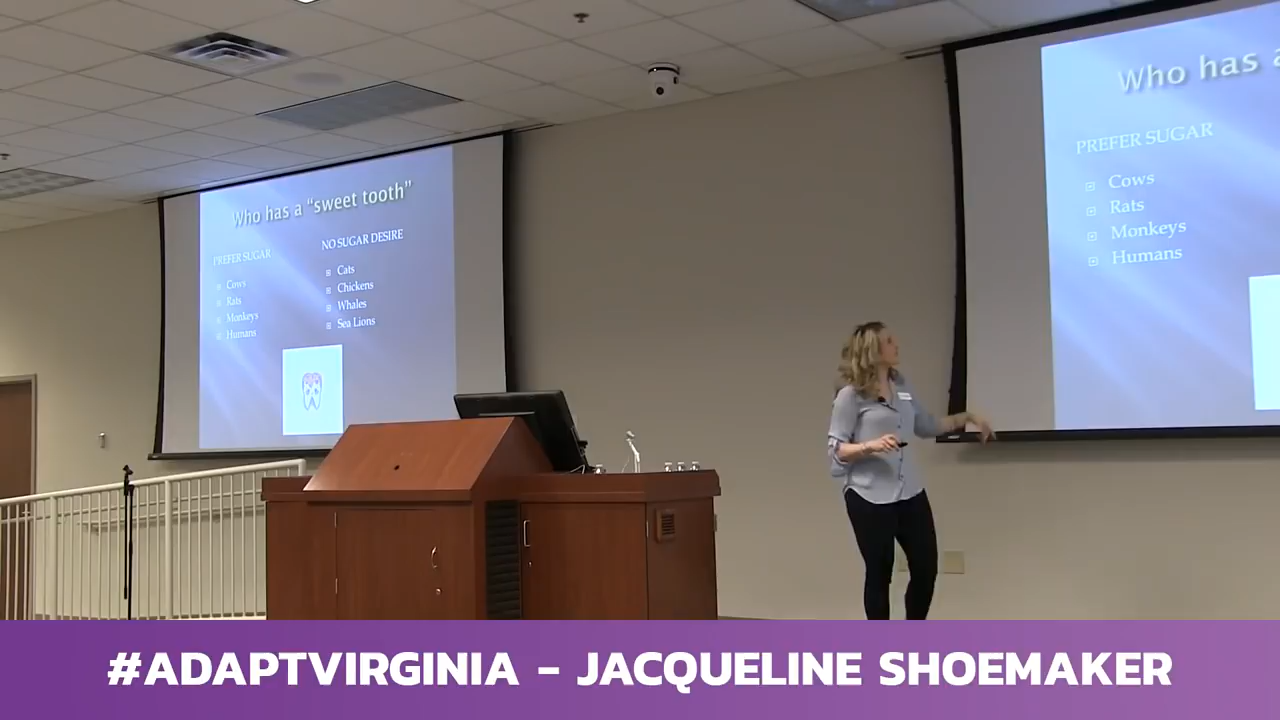 Who has a "sweet tooth"
PREFER SUGAR
Cows
Rats
Monkeys
Humans
NO SUGAR DESIRE
Cats
Chickens
Whales
Sea Lions
Who has a
PREFER SUGAR
Cows
Rats
Monkeys
Humans
#ADAPTVIRGINIA - JACQUELINE SHOEMAKER